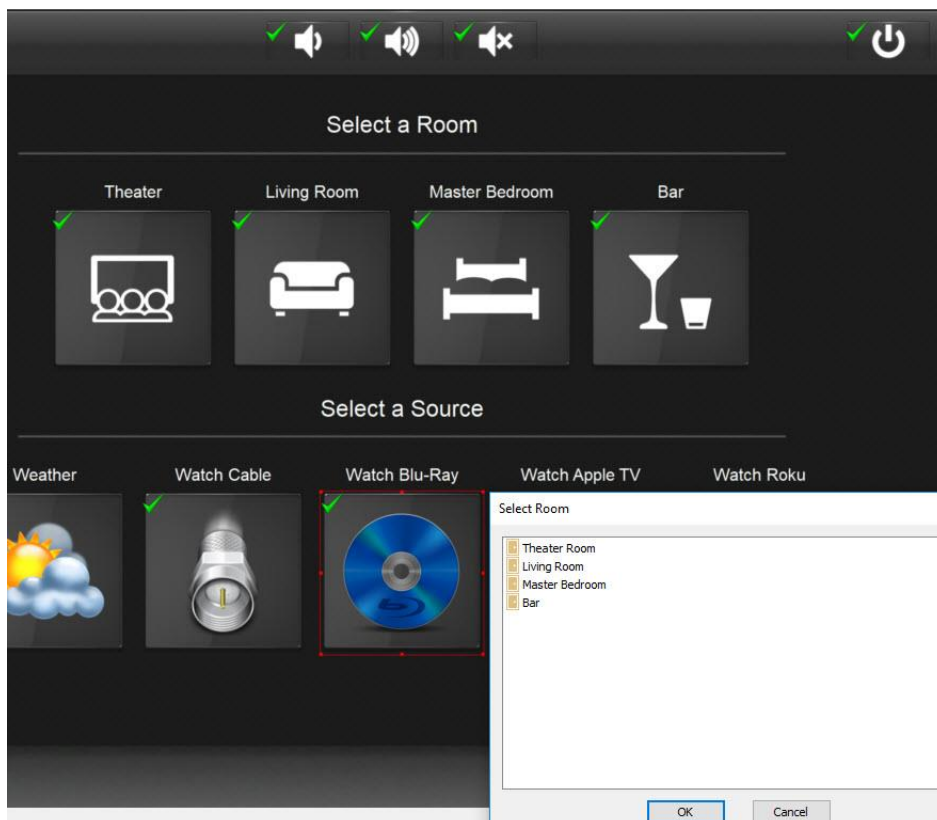 Select a Room
Theater Living Room Master Bedroom Bar
Select a Source
Weather Watch Cable Watch Blu-Ray Watch Apple TV Watch Roku
Select Room
Theater Room
Living Room
Master Bedroom
Bar
OK Cancel